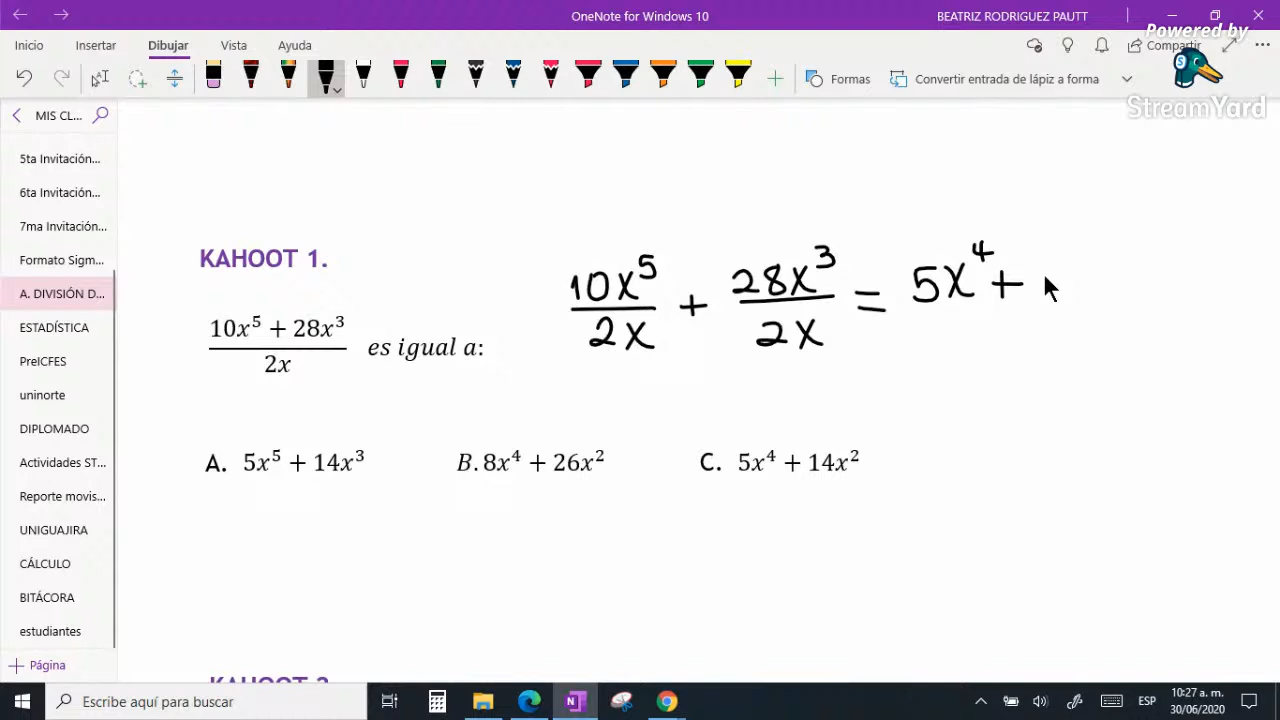 OneNote for Windows 10
BEATRIZ RODRIGUEZ PAUTT
Powered by
StreamYard
Inicio Insertar Dibujar Vista Ayuda Compartir
Formas Convertir entrada de lápiz a forma
MIS CL...
5ta Invitación...
6ta Invitación...
7ma Invitación...
Formato Sigm...
A. DIVISIÓN D...
ESTADÍSTICA
PreICFES
uninorte
DIPLOMADO
Actividades ST...
Reporte movis...
UNIGUAJIRA
CÁLCULO
BITÁCORA
estudiantes
Página
KAHOOT 1.
10x⁵ + 28x³
2x
es igual a:
10x⁵/2x + 28x³/2x = 5x⁴ +
A. 5x⁵ + 14x³ B. 8x⁴ + 26x² C. 5x⁴ + 14x²
Escribe aquí para buscar
ESP
10:27 a. m.
30/06/2020